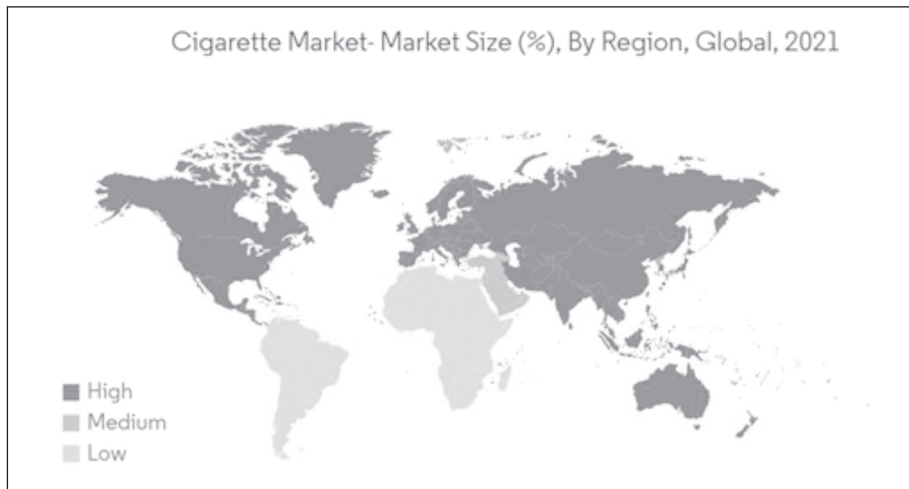 Cigarette Market- Market Size (%), By Region, Global, 2021
High
Medium
Low